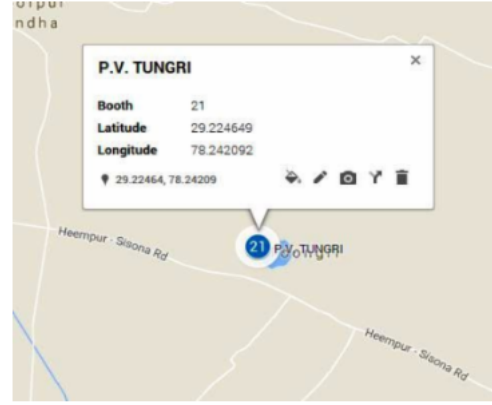 ndha
P.V. TUNGRI
Booth 21
Latitude 29.224649
Longitude 78.242092
29.22464, 78.24209
21 P.V. TUNGRI
Heempur - Sisona Rd
Heempur - Sisona Rd